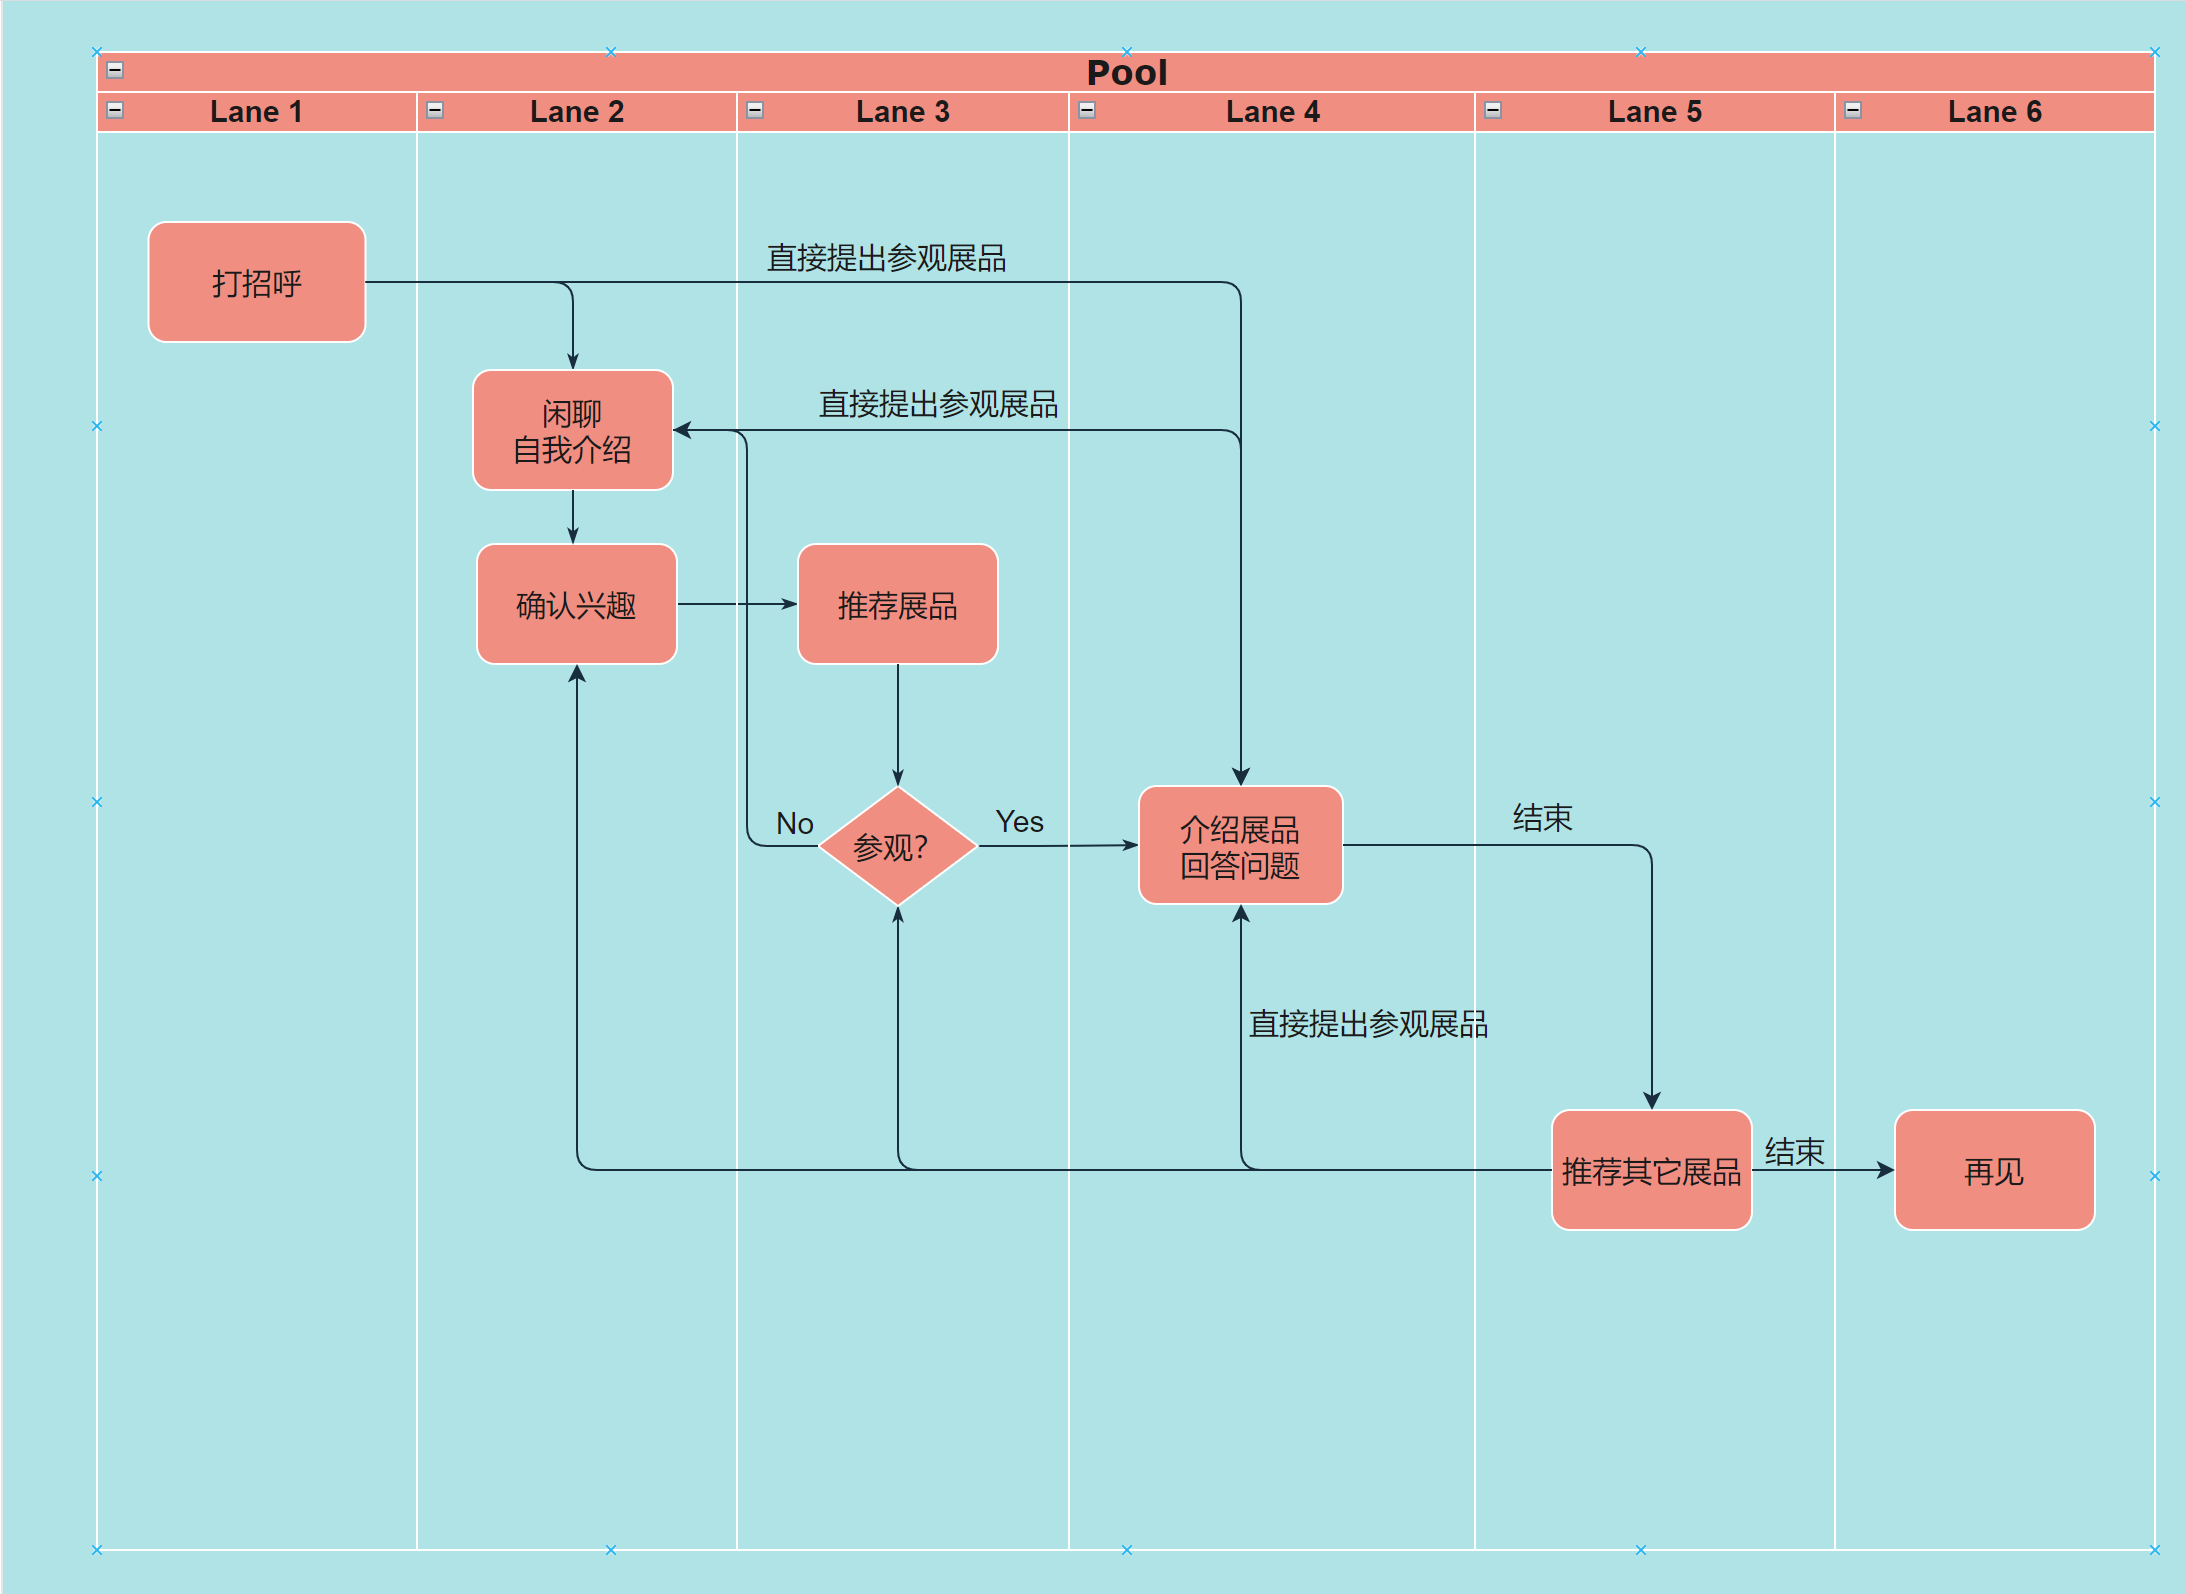 Pool
Lane 1
Lane 2
Lane 3
Lane 4
Lane 5
Lane 6
打招呼
直接提出参观展品
闲聊
自我介绍
直接提出参观展品
确认兴趣
推荐展品
No
参观?
Yes
介绍展品
回答问题
结束
直接提出参观展品
推荐其它展品
结束
再见